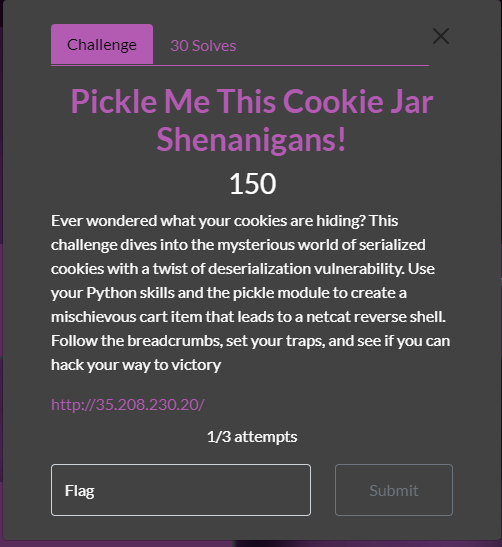 Challenge
30 Solves
Pickle Me This Cookie Jar
Shenanigans!
150
Ever wondered what your cookies are hiding? This
challenge dives into the mysterious world of serialized
cookies with a twist of deserialization vulnerability. Use
your Python skills and the pickle module to create a
mischievous cart item that leads to a netcat reverse shell.
Follow the breadcrumbs, set your traps, and see if you can
hack your way to victory
http://35.208.230.20/
1/3 attempts
Flag
Submit